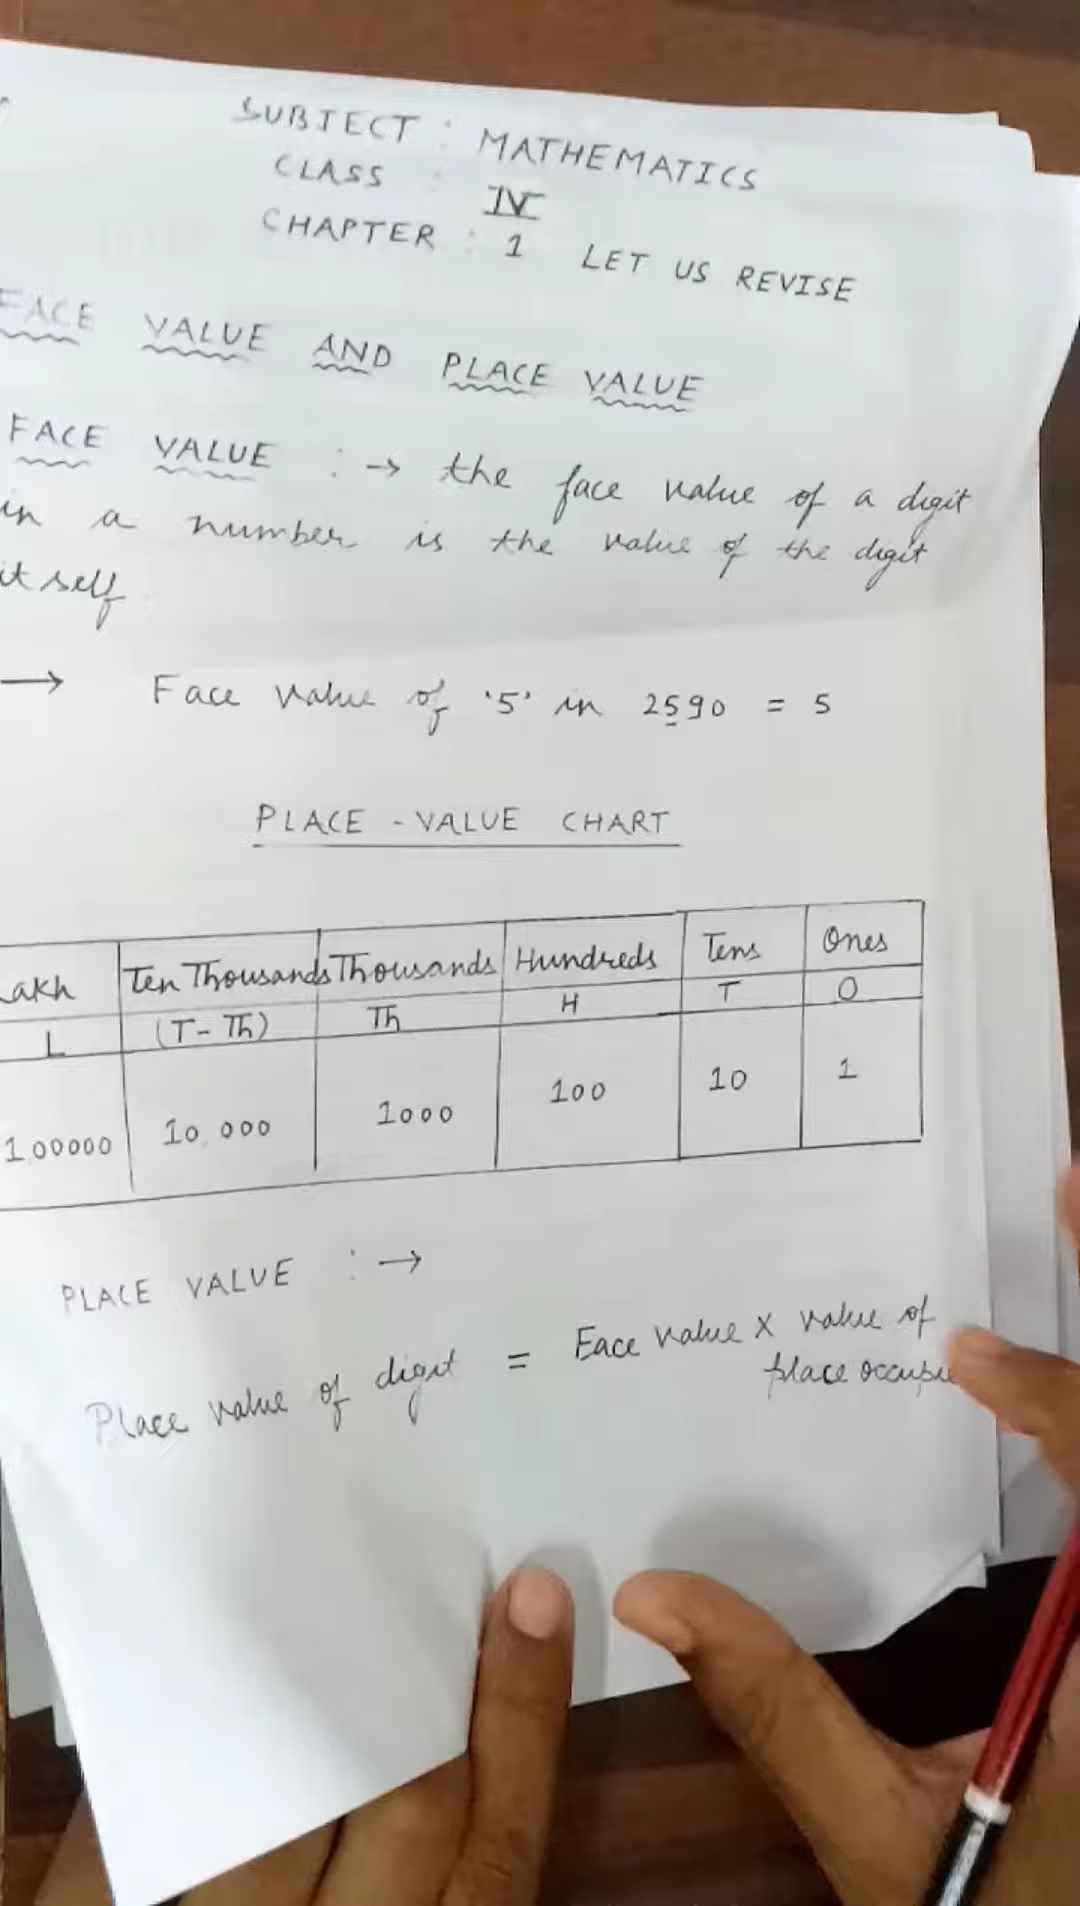 SUBJECT : MATHEMATICS
CLASS : IV
CHAPTER : 1 LET US REVISE
FACE VALUE AND PLACE VALUE
FACE VALUE :→ the face value of a digit
in a number is the value of the digit
itself.
→ Face value of '5' in 2590 = 5
PLACE - VALUE CHART
Lakh Ten Thousands Thousands Hundreds Tens Ones
L (T-Th) Th H T O
1,00000 10,000 1000 100 10 1
PLACE VALUE :→
Place value of digit = Face value x value of
place